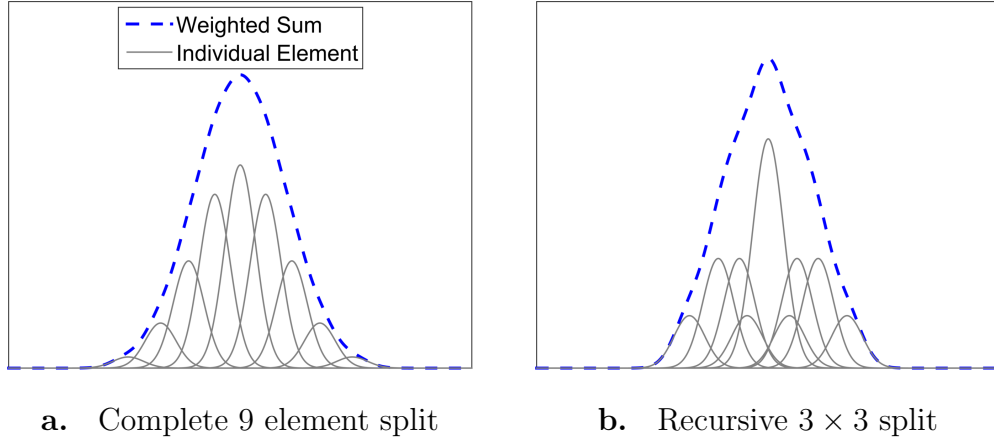 Weighted Sum
Individual Element
a. Complete 9 element split
b. Recursive 3 × 3 split